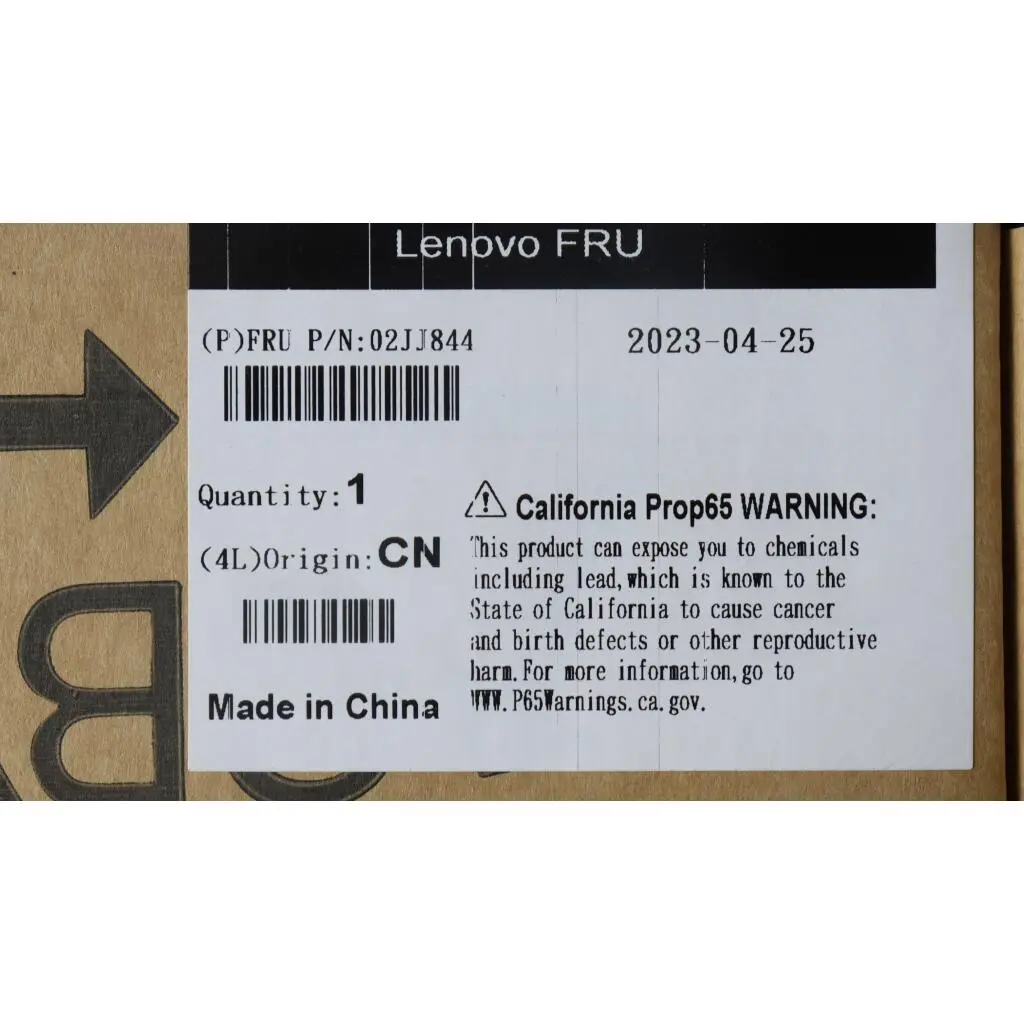 Lenovo FRU
(P)FRU P/N:02JJ844
2023-04-25
Quantity:1
(4L)Origin:CN
Made in China
⚠ California Prop65 WARNING:
This product can expose you to chemicals
including lead,which is known to the
State of California to cause cancer
and birth defects or other reproductive
harm.For more information,go to
WWW.P65Warnings.ca.gov.